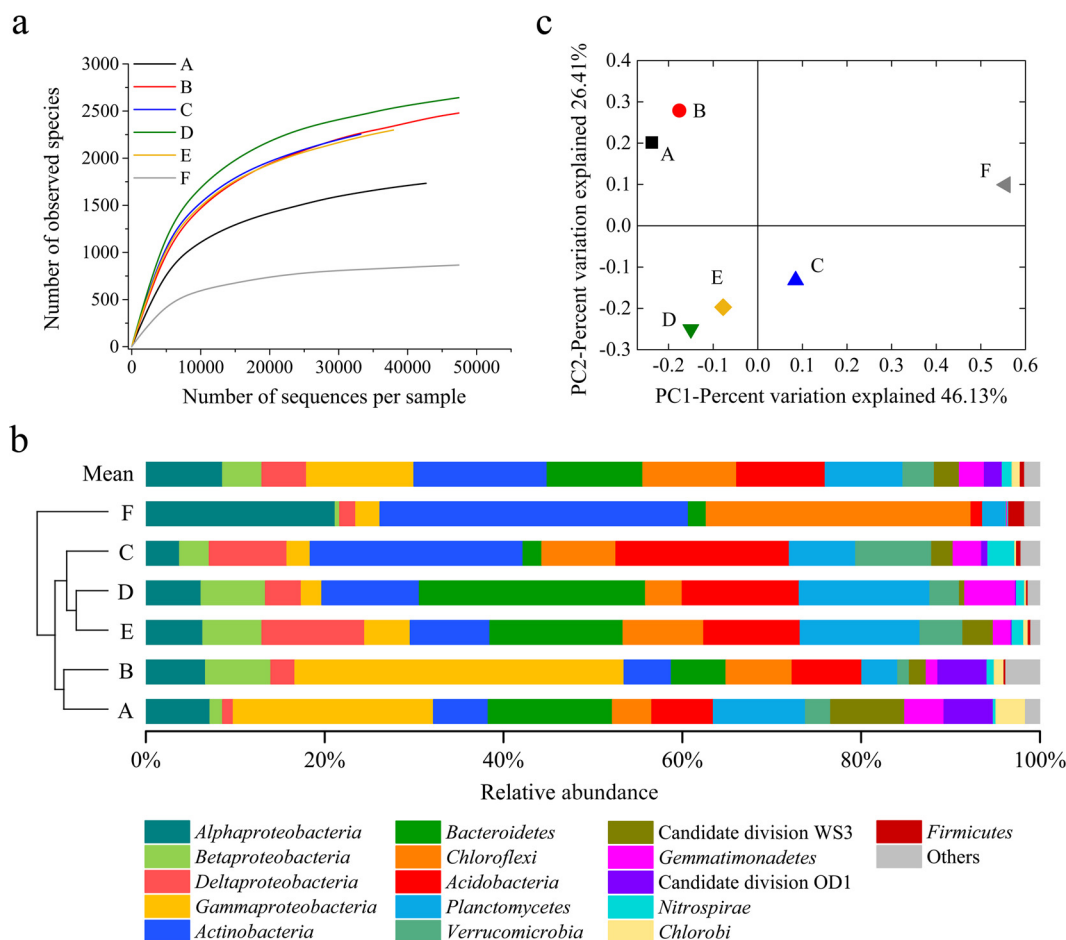 a
3000
2500
2000
1500
1000
500
0
Number of observed species
A
B
C
D
E
F
0 10000 20000 30000 40000 50000
Number of sequences per sample
c
0.4
0.3
0.2
0.1
0.0
-0.1
-0.2
-0.3
PC2-Percent variation explained 26.41%
B
A
F
C
E
D
-0.2 -0.1 0.0 0.1 0.2 0.3 0.4 0.5 0.6
PC1-Percent variation explained 46.13%
b
Mean
F
C
D
E
B
A
0% 20% 40% 60% 80% 100%
Relative abundance
Alphaproteobacteria
Betaproteobacteria
Deltaproteobacteria
Gammaproteobacteria
Actinobacteria
Bacteroidetes
Chloroflexi
Acidobacteria
Planctomycetes
Verrucomicrobia
Candidate division WS3
Gemmatimonadetes
Candidate division OD1
Nitrospirae
Chlorobi
Firmicutes
Others